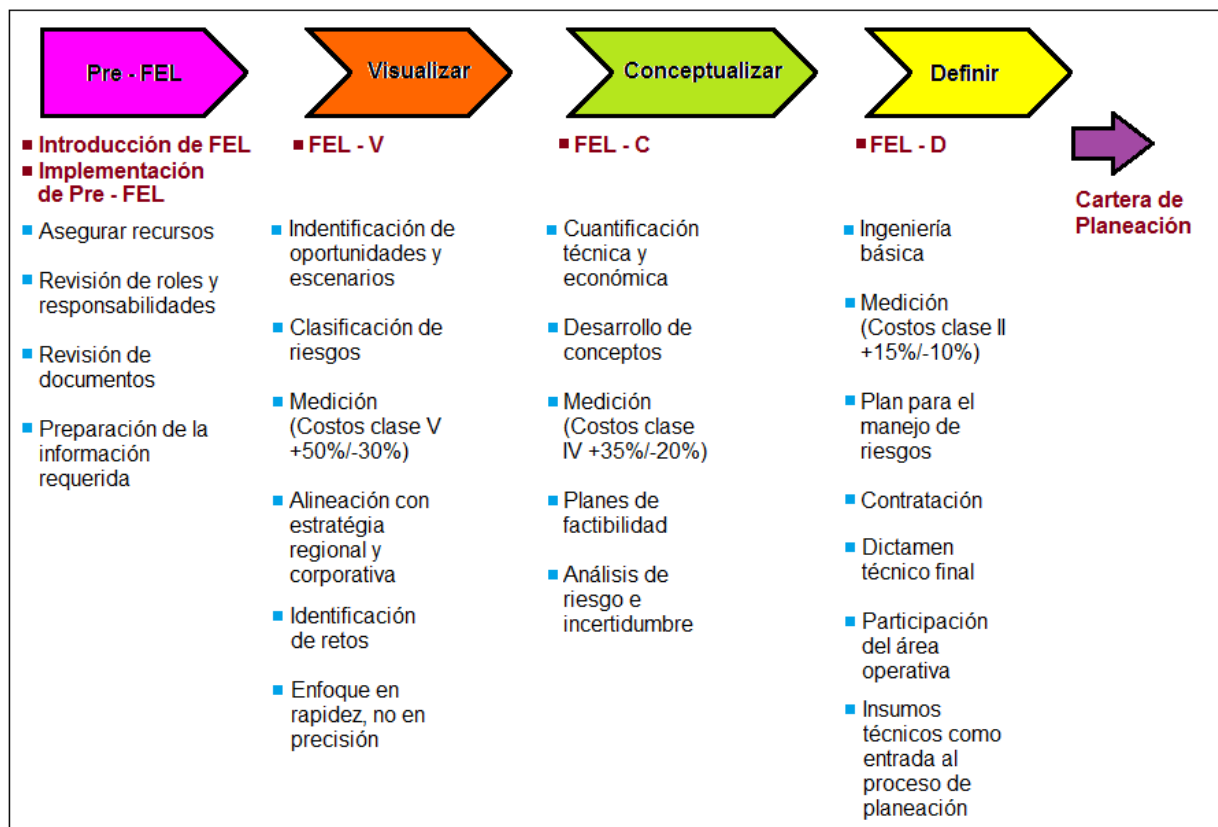 Pre - FEL
Visualizar
Conceptualizar
Definir
Introducción de FEL
Implementación
de Pre - FEL
FEL - V
FEL - C
FEL - D
Cartera de
Planeación
Asegurar recursos
Revisión de roles y
responsabilidades
Revisión de
documentos
Preparación de la
información
requerida
Indentificación de
oportunidades y
escenarios
Clasificación de
riesgos
Medición
(Costos clase V
+50%/-30%)
Alineación con
estratégia
regional y
corporativa
Identificación
de retos
Enfoque en
rapidez, no en
precisión
Cuantificación
técnica y
económica
Desarrollo de
conceptos
Medición
(Costos clase
IV +35%/-20%)
Planes de
factibilidad
Análisis de
riesgo e
incertidumbre
Ingeniería
básica
Medición
(Costos clase II
+15%/-10%)
Plan para el
manejo de
riesgos
Contratación
Dictamen
técnico final
Participación
del área
operativa
Insumos
técnicos como
entrada al
proceso de
planeación